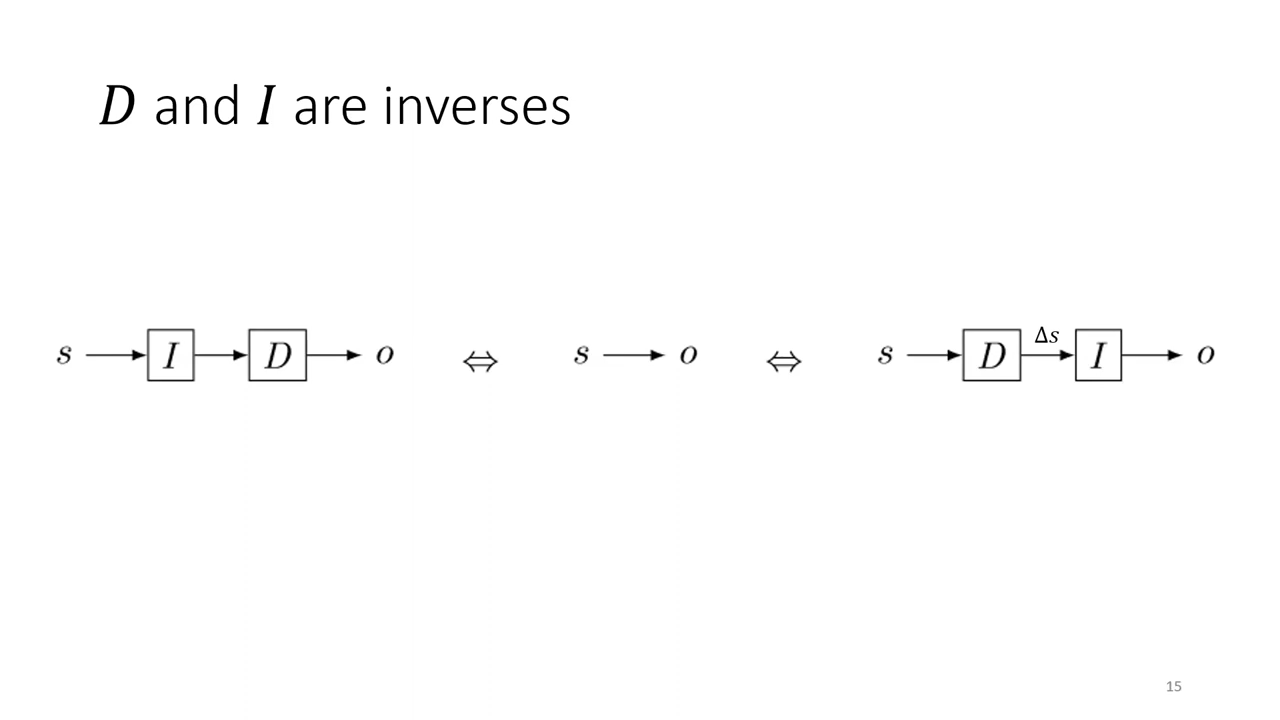 D and I are inverses
s I D o ⇔ s o ⇔ s D Δs I o
15